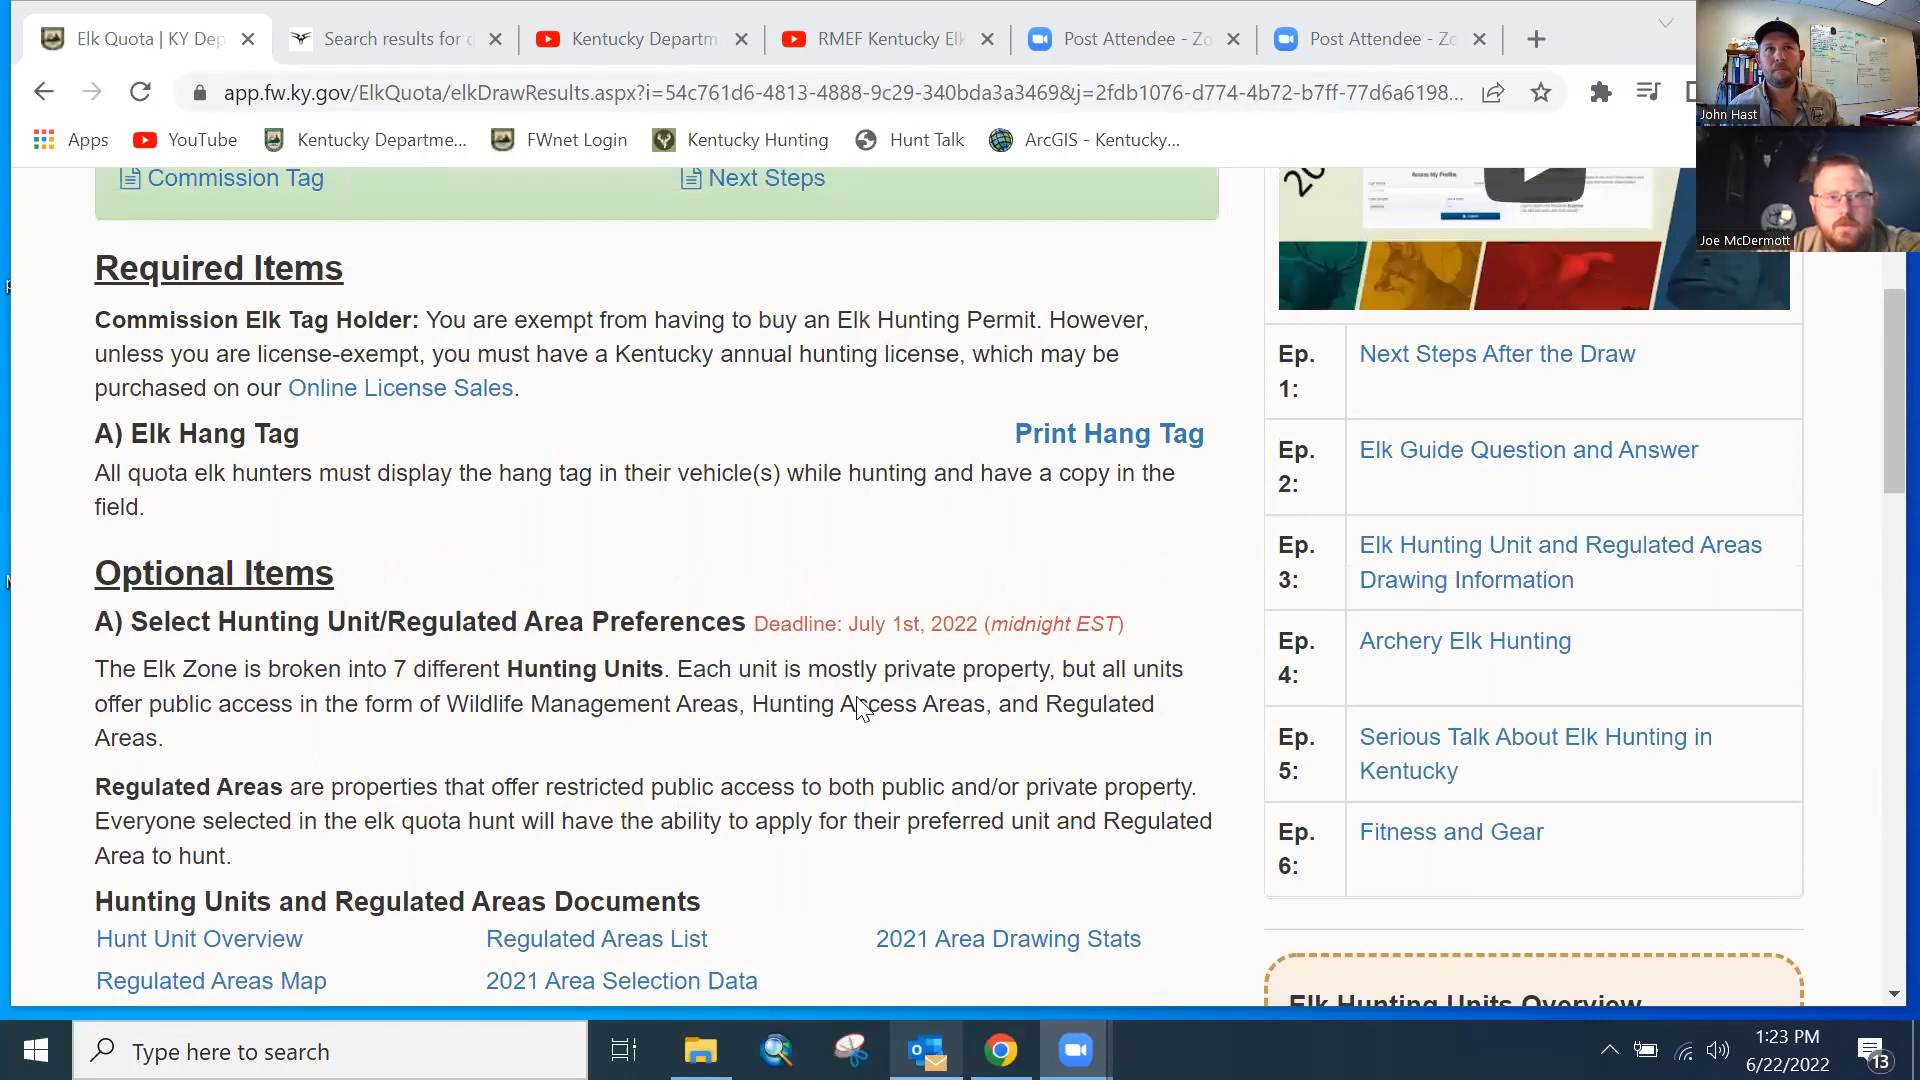 Elk Quota | KY Dep
Search results for
Kentucky Departm
RMEF Kentucky Elk
Post Attendee - Zo
Post Attendee - Zo
app.fw.ky.gov/ElkQuota/elkDrawResults.aspx?i=54c761d6-4813-4888-9c29-340bda3a3469&j=2fdb1076-d774-4b72-b7ff-77d6a6198...
Apps
YouTube
Kentucky Departme...
FWnet Login
Kentucky Hunting
Hunt Talk
ArcGIS - Kentucky...
John Hast
Joe McDermott
Commission Tag
Next Steps
Required Items
Commission Elk Tag Holder: You are exempt from having to buy an Elk Hunting Permit. However,
unless you are license-exempt, you must have a Kentucky annual hunting license, which may be
purchased on our Online License Sales.
A) Elk Hang Tag
Print Hang Tag
All quota elk hunters must display the hang tag in their vehicle(s) while hunting and have a copy in the
field.
Optional Items
A) Select Hunting Unit/Regulated Area Preferences Deadline: July 1st, 2022 (midnight EST)
The Elk Zone is broken into 7 different Hunting Units. Each unit is mostly private property, but all units
offer public access in the form of Wildlife Management Areas, Hunting Access Areas, and Regulated
Areas.
Regulated Areas are properties that offer restricted public access to both public and/or private property.
Everyone selected in the elk quota hunt will have the ability to apply for their preferred unit and Regulated
Area to hunt.
Hunting Units and Regulated Areas Documents
Hunt Unit Overview
Regulated Areas List
2021 Area Drawing Stats
Regulated Areas Map
2021 Area Selection Data
Access My Profile
Ep. 1:
Next Steps After the Draw
Ep. 2:
Elk Guide Question and Answer
Ep. 3:
Elk Hunting Unit and Regulated Areas
Drawing Information
Ep. 4:
Archery Elk Hunting
Ep. 5:
Serious Talk About Elk Hunting in
Kentucky
Ep. 6:
Fitness and Gear
Elk Hunting Units Overview
Type here to search
1:23 PM
6/22/2022
13